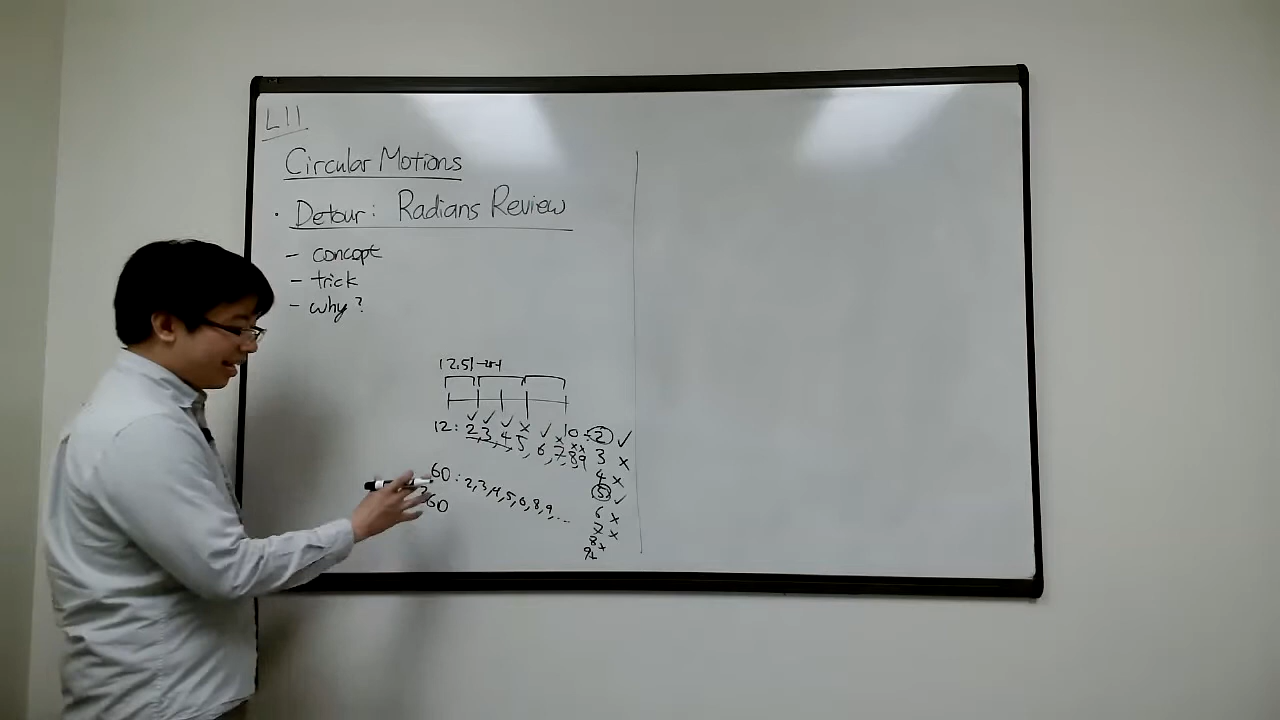 L11
Circular Motions
· Detour: Radians Review
- concept
- trick
- why?
12: 2, 3, 4, 5, 6, 7, 8, 9
✓ ✓ ✓ x ✓ x x x
10: 2 ✓
3 x
4 x
5 ✓
6 x
7 x
8 x
9 x
60: 2, 3, 4, 5, 6, 8, 9, ...
360